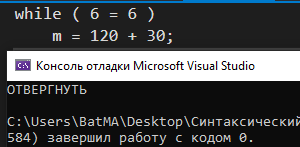 while ( 6 = 6 )
m = 120 + 30;
Консоль отладки Microsoft Visual Studio
ОТВЕРГНУТЬ
C:\Users\BatMA\Desktop\Синтаксический
584) завершил работу с кодом 0.